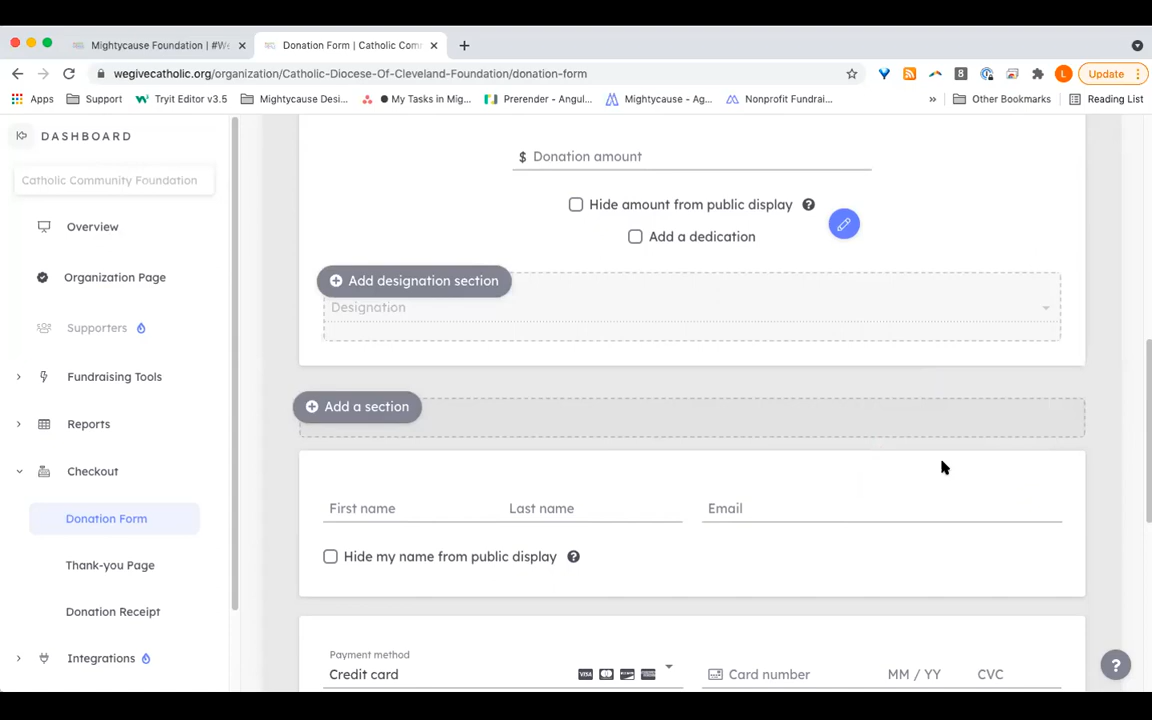 Mightycause Foundation | #We
Donation Form | Catholic Com
wegivecatholic.org/organization/Catholic-Diocese-Of-Cleveland-Foundation/donation-form
8
L
Update
Apps
Support
Tryit Editor v3.5
Mightycause Desi...
My Tasks in Mig...
Prerender - Angul...
Mightycause - Ag...
Nonprofit Fundrai...
»
Other Bookmarks
Reading List
DASHBOARD
Catholic Community Foundation
Overview
Organization Page
Supporters
Fundraising Tools
Reports
Checkout
Donation Form
Thank-you Page
Donation Receipt
Integrations
$ Donation amount
Hide amount from public display ?
Add a dedication
Add designation section
Designation
Add a section
First name
Last name
Email
Hide my name from public display ?
Payment method
Credit card
VISA
Card number
MM / YY
CVC
?